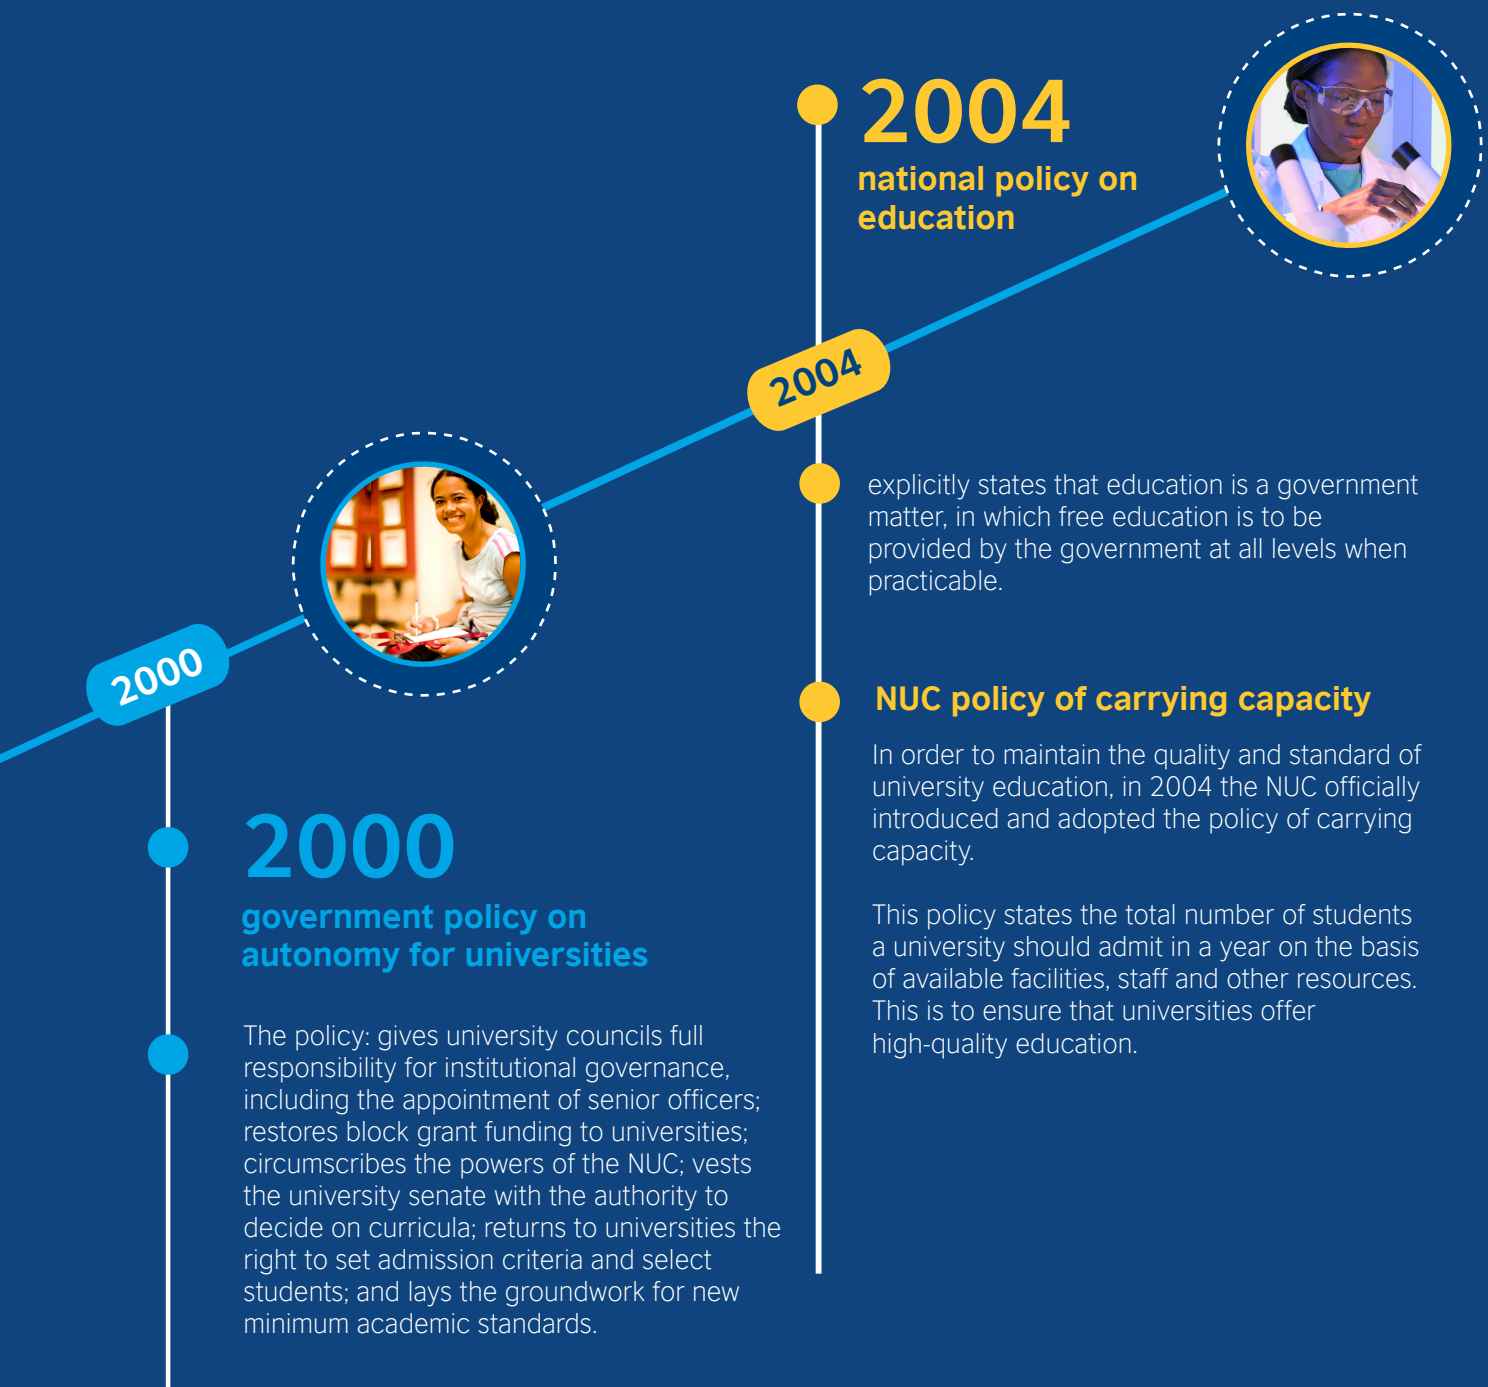 2004
national policy on
education
2004
explicitly states that education is a government
matter, in which free education is to be
provided by the government at all levels when
practicable.
NUC policy of carrying capacity
In order to maintain the quality and standard of
university education, in 2004 the NUC officially
introduced and adopted the policy of carrying
capacity.
This policy states the total number of students
a university should admit in a year on the basis
of available facilities, staff and other resources.
This is to ensure that universities offer
high-quality education.
2000
2000
government policy on
autonomy for universities
The policy: gives university councils full
responsibility for institutional governance,
including the appointment of senior officers;
restores block grant funding to universities;
circumscribes the powers of the NUC; vests
the university senate with the authority to
decide on curricula; returns to universities the
right to set admission criteria and select
students; and lays the groundwork for new
minimum academic standards.